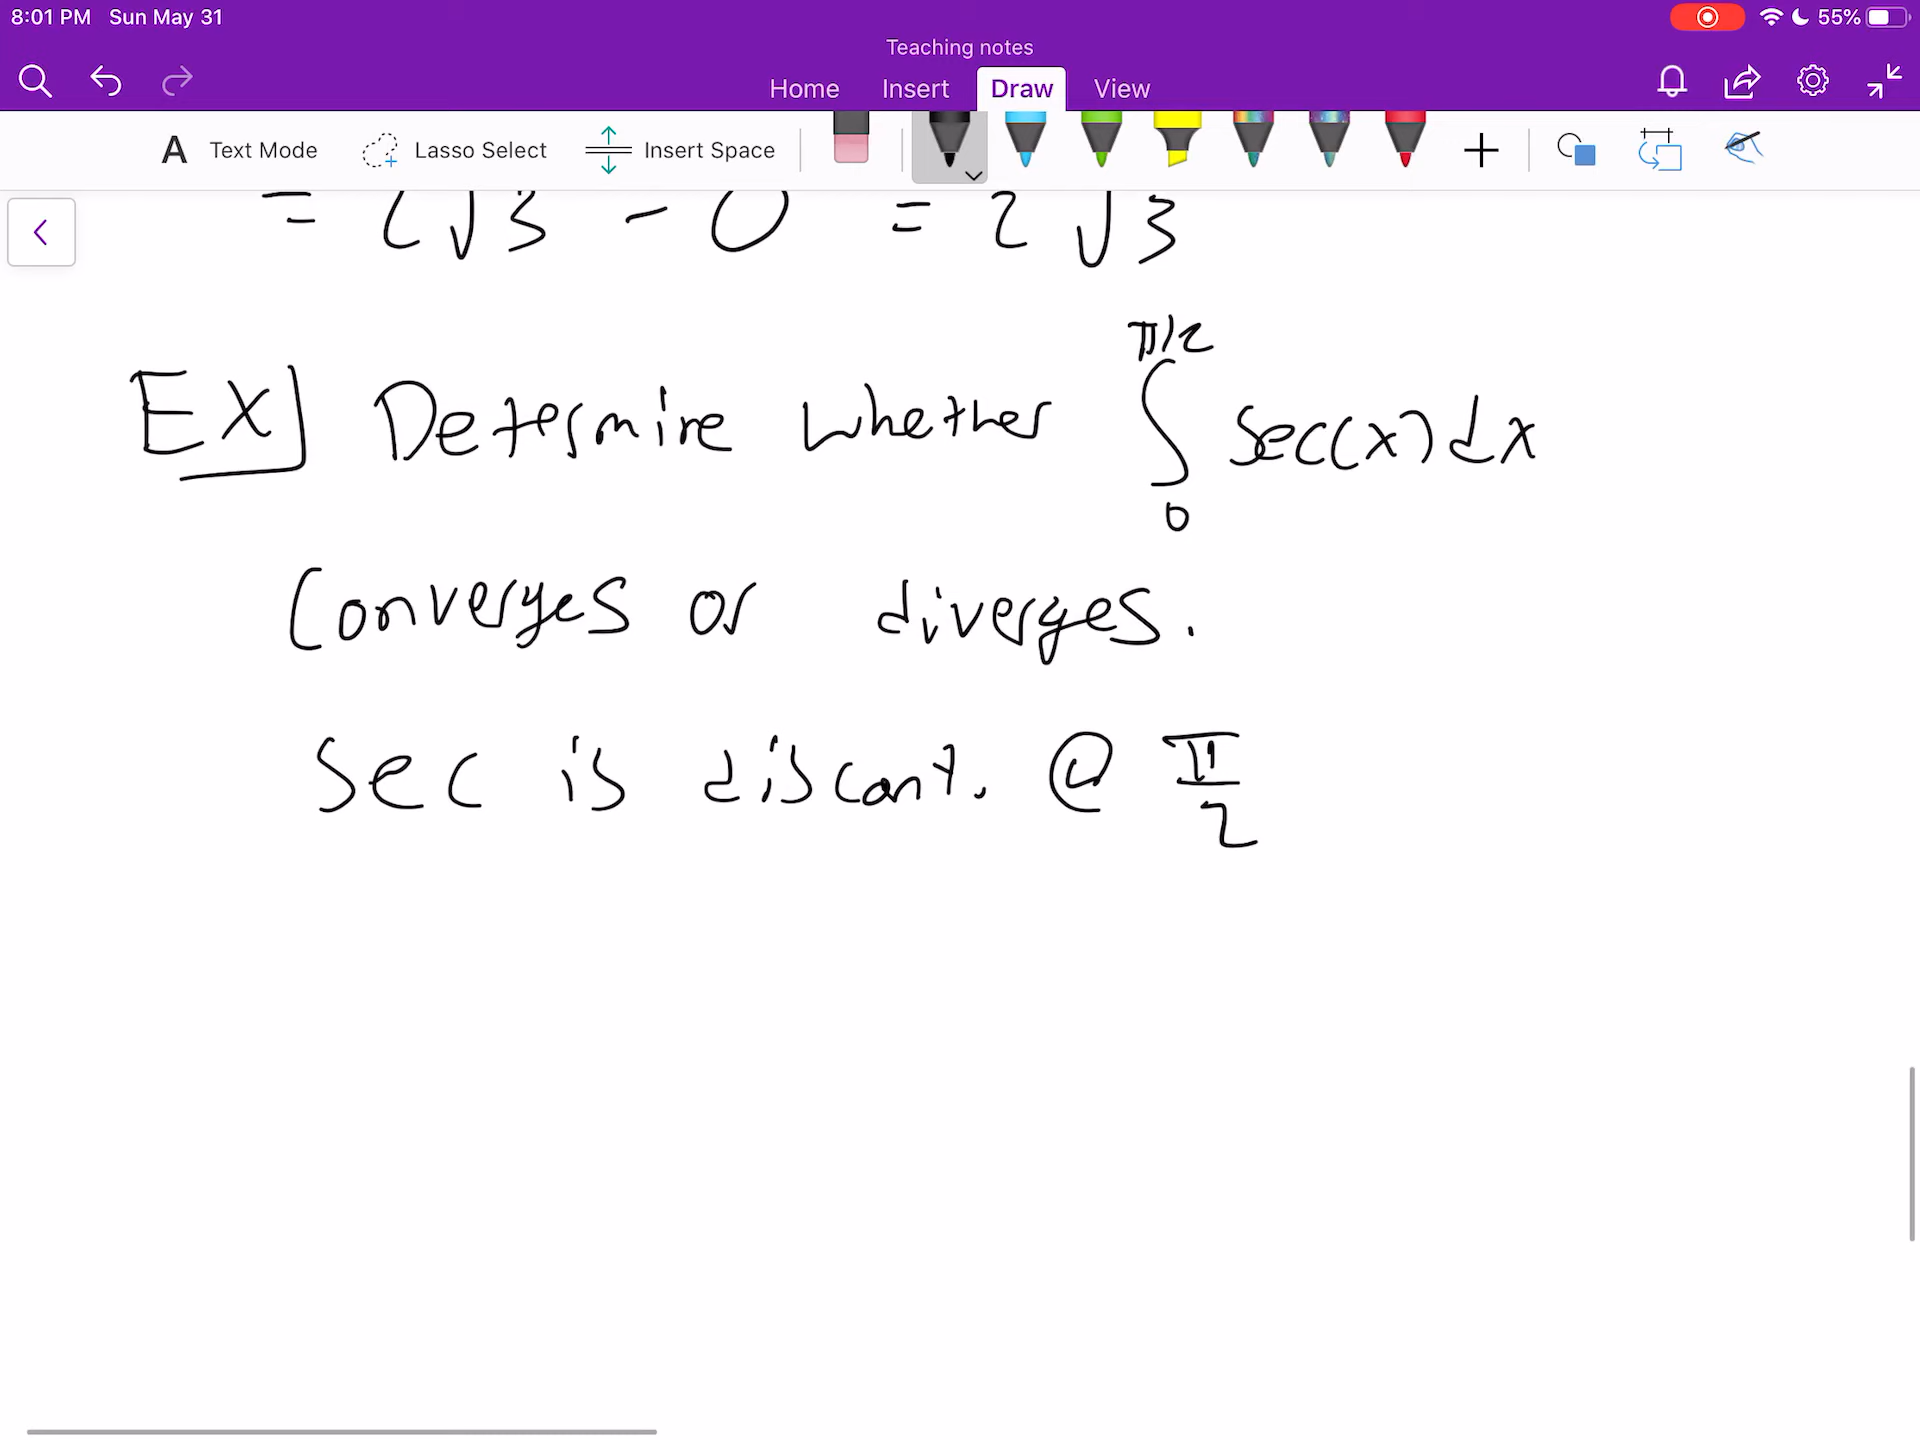 8:01 PM Sun May 31
55%
Teaching notes
Home Insert Draw View
A Text Mode Lasso Select Insert Space
= 2√3 - 0 = 2√3
EX] Determine whether ∫₀^π/2 sec(x)dx
Converges or diverges.
Sec is discont. @ π/2